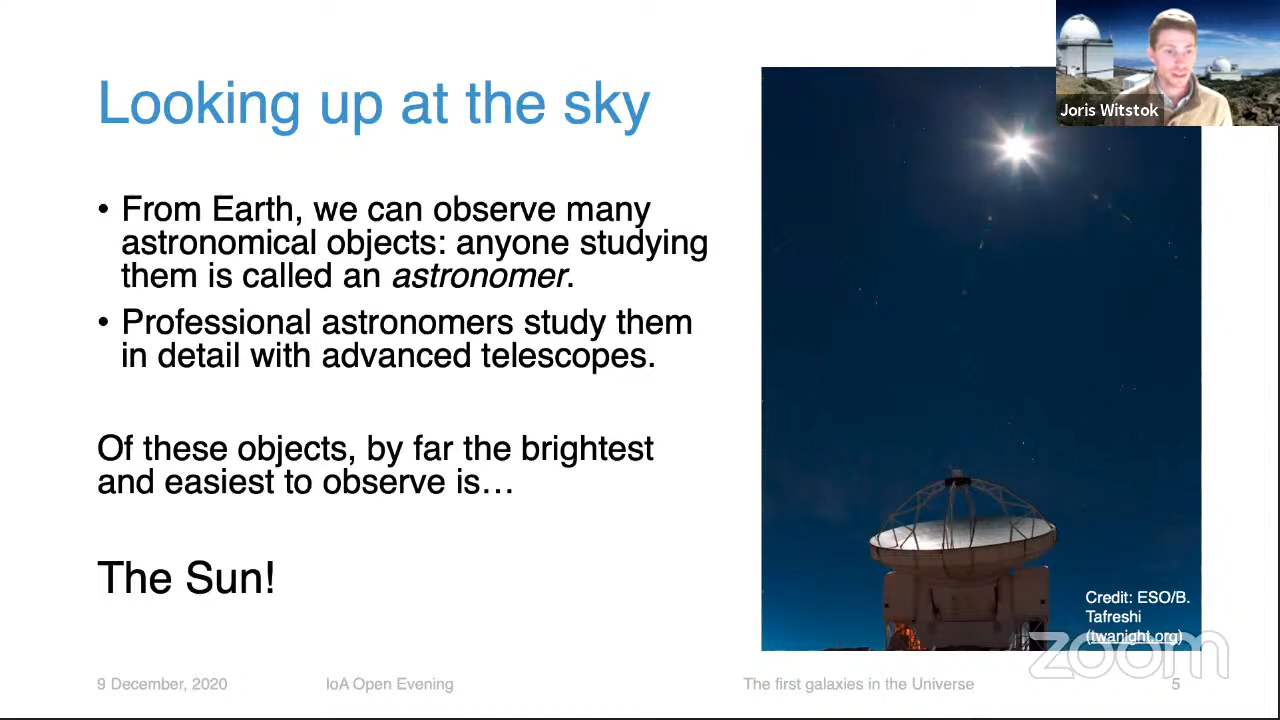 Joris Witstok
Looking up at the sky
• From Earth, we can observe many
astronomical objects: anyone studying
them is called an astronomer.
• Professional astronomers study them
in detail with advanced telescopes.
Of these objects, by far the brightest
and easiest to observe is…
The Sun!
Credit: ESO/B.
Tafreshi
(twanight.org)
zoom
9 December, 2020
IoA Open Evening
The first galaxies in the Universe
5